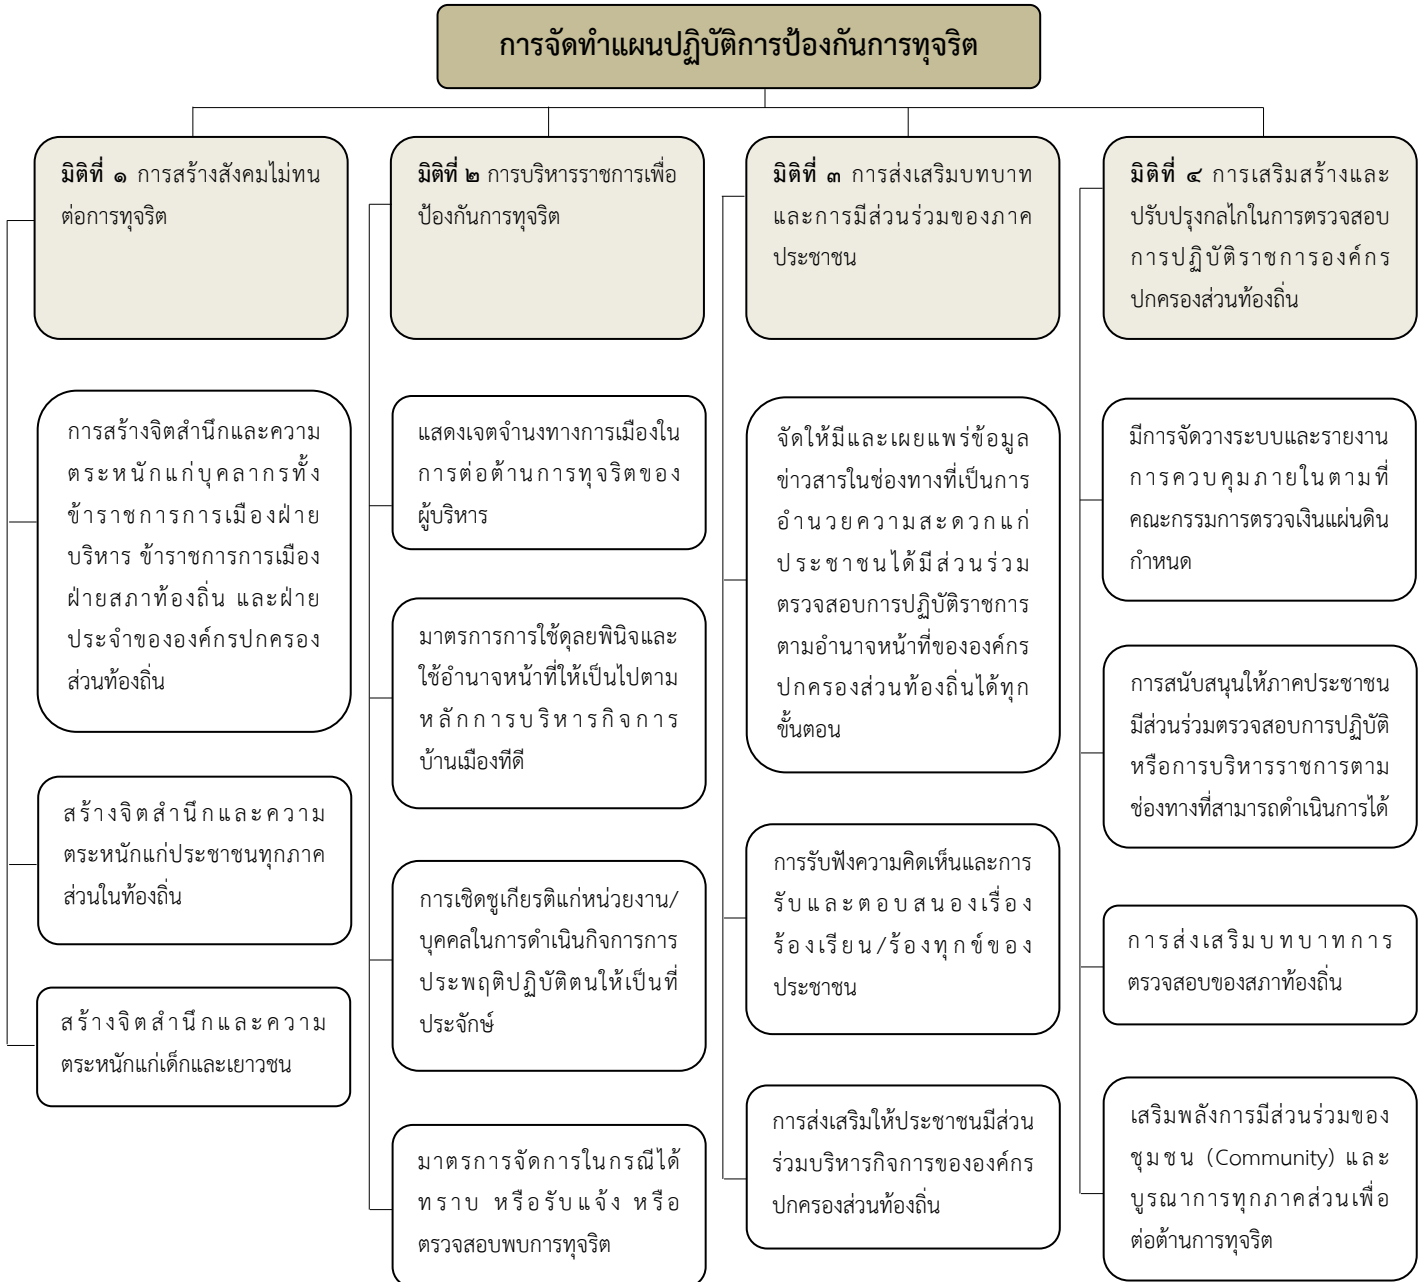 การจัดทำแผนปฏิบัติการป้องกันการทุจริต
มิติที่ ๑ การสร้างสังคมไม่ทน
ต่อการทุจริต
การสร้างจิตสำนึกและความ
ตระหนักแก่บุคลากรทั้ง
ข้าราชการการเมืองฝ่าย
บริหาร ข้าราชการการเมือง
ฝ่ายสภาท้องถิ่น และฝ่าย
ประจำขององค์กรปกครอง
ส่วนท้องถิ่น
สร้างจิตสำนึกและความ
ตระหนักแก่ประชาชนทุกภาค
ส่วนในท้องถิ่น
สร้างจิตสำนึกและความ
ตระหนักแก่เด็กและเยาวชน
มิติที่ ๒ การบริหารราชการเพื่อ
ป้องกันการทุจริต
แสดงเจตจำนงทางการเมืองใน
การต่อต้านการทุจริตของ
ผู้บริหาร
มาตรการการใช้ดุลยพินิจและ
ใช้อำนาจหน้าที่ให้เป็นไปตาม
หลักการบริหารกิจการ
บ้านเมืองทีดี
การเชิดชูเกียรติแก่หน่วยงาน/
บุคคลในการดำเนินกิจการการ
ประพฤติปฏิบัติตนให้เป็นที่
ประจักษ์
มาตรการจัดการในกรณีได้
ทราบ หรือรับแจ้ง หรือ
ตรวจสอบพบการทุจริต
มิติที่ ๓ การส่งเสริมบทบาท
และการมีส่วนร่วมของภาค
ประชาชน
จัดให้มีและเผยแพร่ข้อมูล
ข่าวสารในช่องทางที่เป็นการ
อำนวยความสะดวกแก่
ประชาชนได้มีส่วนร่วม
ตรวจสอบการปฏิบัติราชการ
ตามอำนาจหน้าที่ขององค์กร
ปกครองส่วนท้องถิ่นได้ทุก
ขั้นตอน
การรับฟังความคิดเห็นและการ
รับและตอบสนองเรื่อง
ร้องเรียน/ร้องทุกข์ของ
ประชาชน
การส่งเสริมให้ประชาชนมีส่วน
ร่วมบริหารกิจการขององค์กร
ปกครองส่วนท้องถิ่น
มิติที่ ๔ การเสริมสร้างและ
ปรับปรุงกลไกในการตรวจสอบ
การปฏิบัติราชการองค์กร
ปกครองส่วนท้องถิ่น
มีการจัดวางระบบและรายงาน
การควบคุมภายในตามที่
คณะกรรมการตรวจเงินแผ่นดิน
กำหนด
การสนับสนุนให้ภาคประชาชน
มีส่วนร่วมตรวจสอบการปฏิบัติ
หรือการบริหารราชการตาม
ช่องทางที่สามารถดำเนินการได้
การส่งเสริมบทบาทการ
ตรวจสอบของสภาท้องถิ่น
เสริมพลังการมีส่วนร่วมของ
ชุมชน (Community) และ
บูรณาการทุกภาคส่วนเพื่อ
ต่อต้านการทุจริต